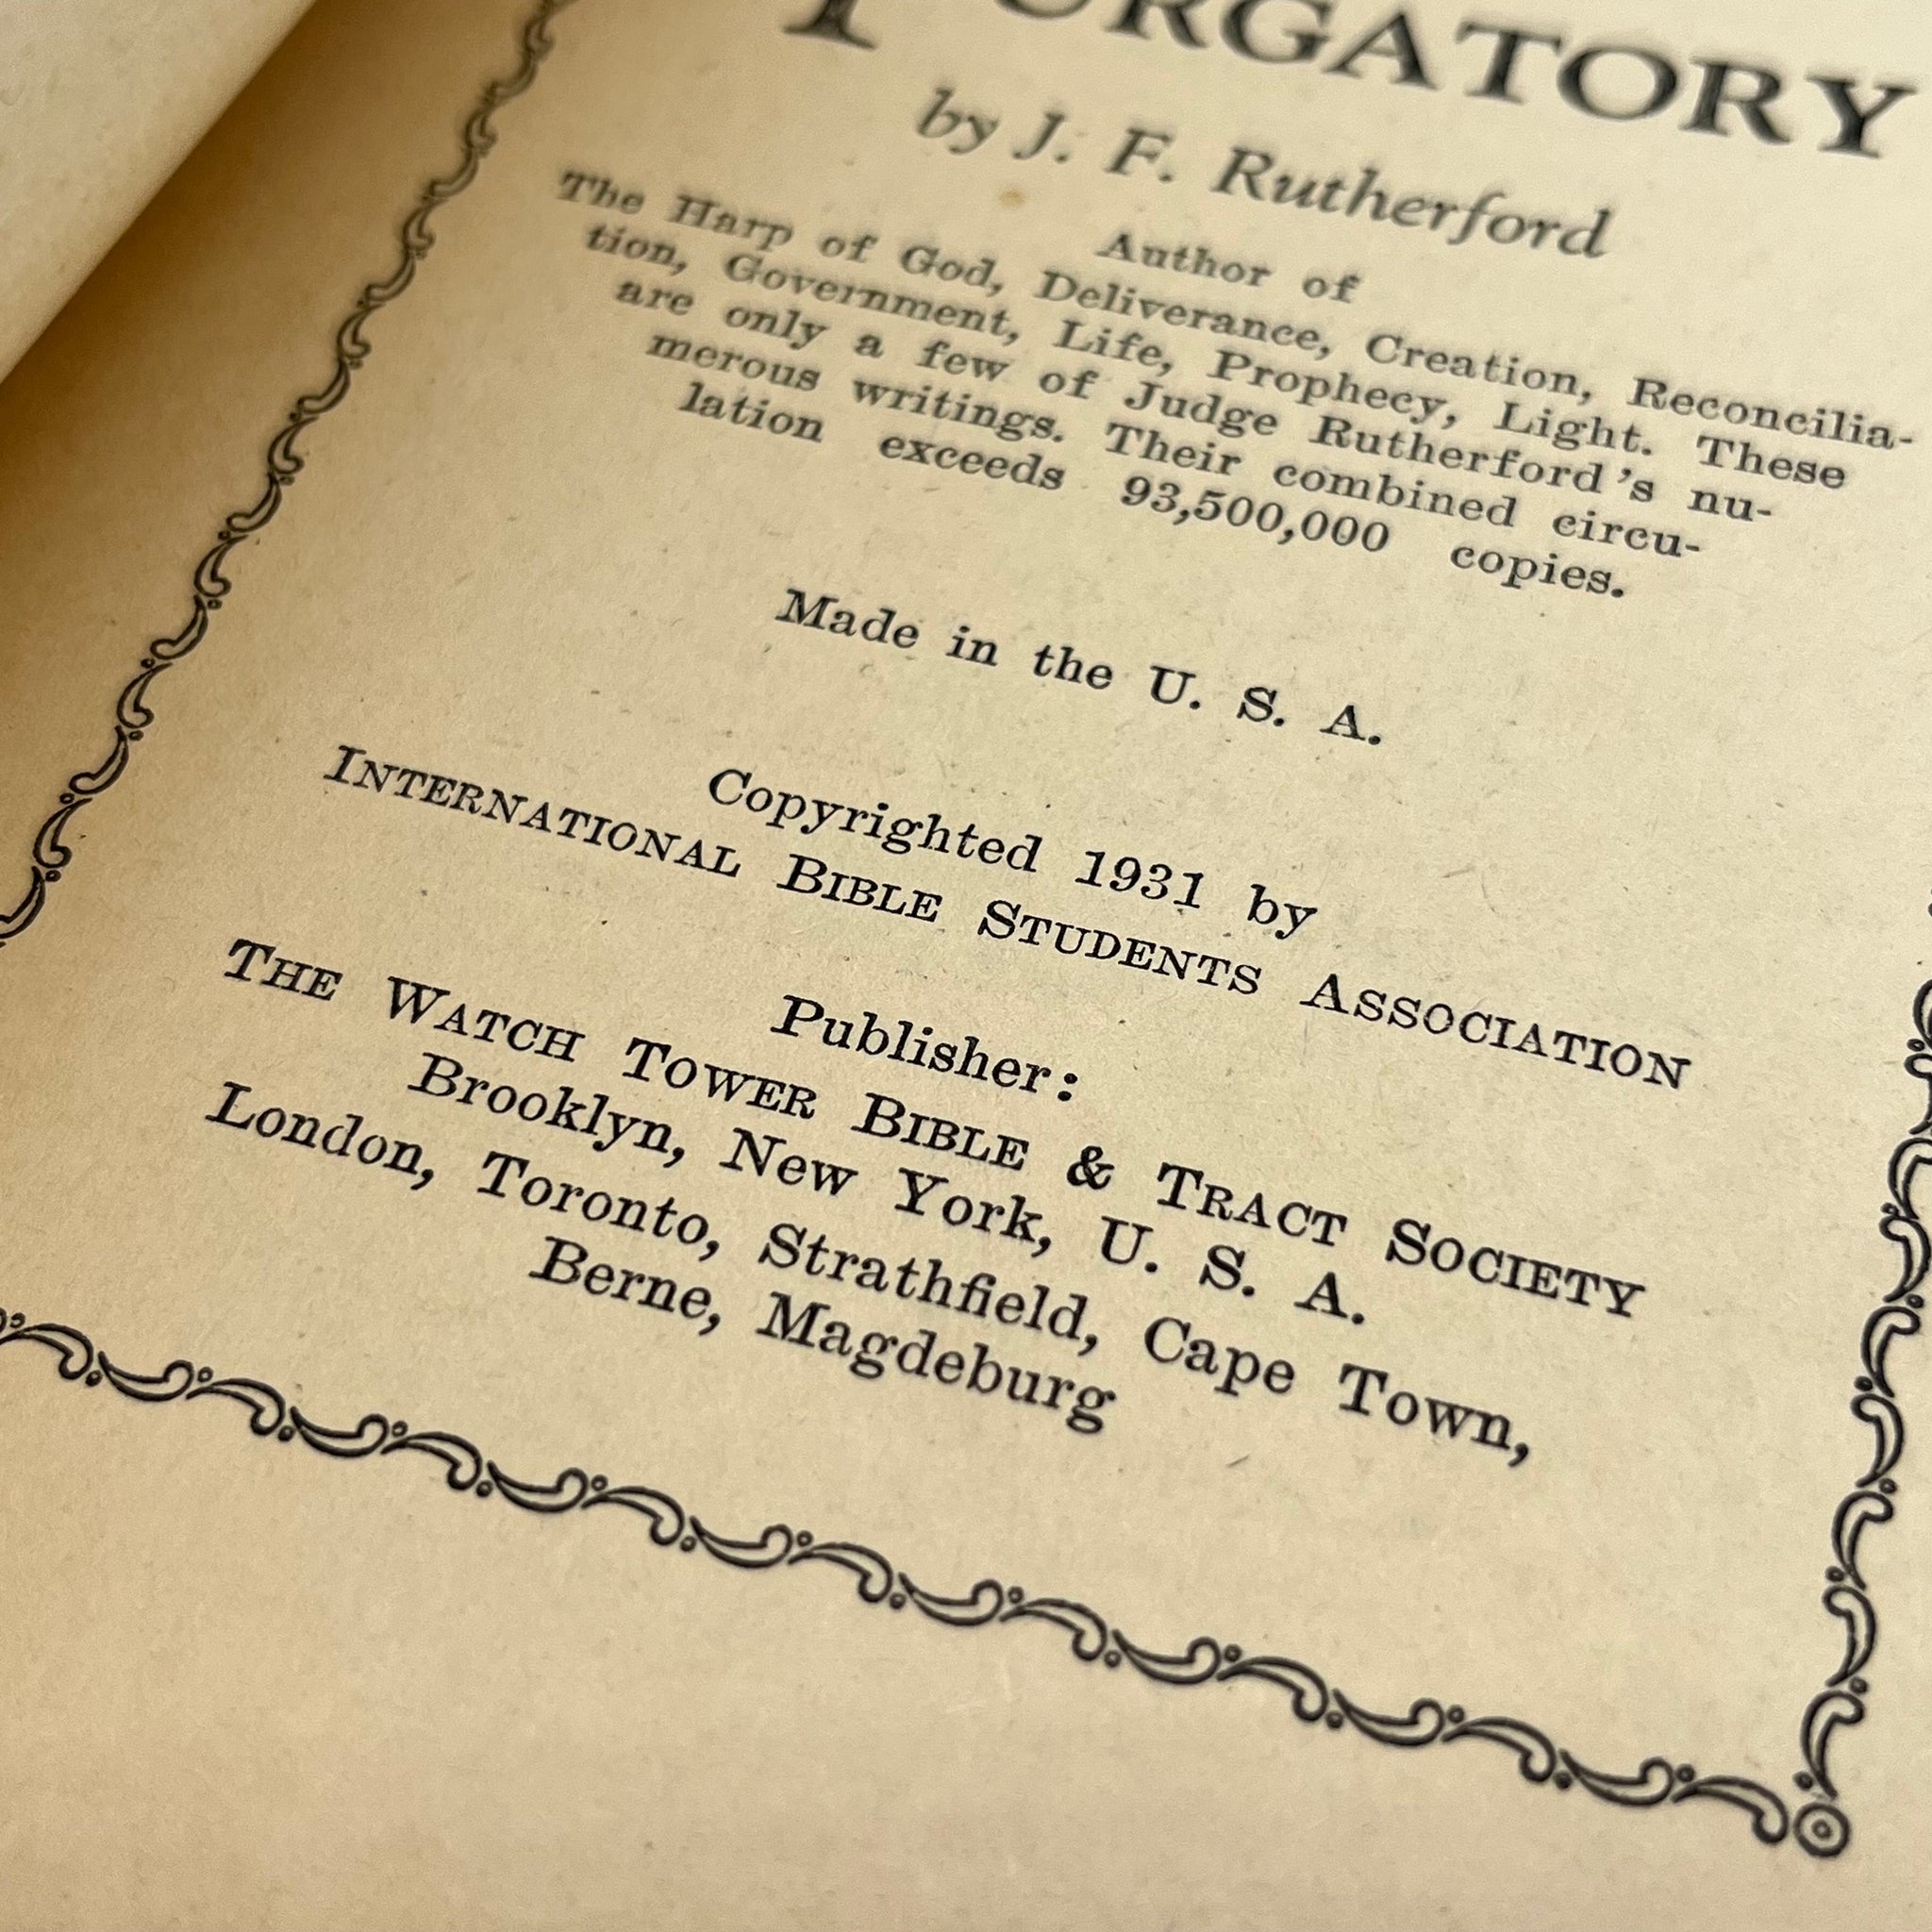 PURGATORY
by J. F. Rutherford
Author of
The Harp of God, Deliverance, Creation, Reconcilia-
tion, Government, Life, Prophecy, Light. These
are only a few of Judge Rutherford's nu-
merous writings. Their combined circu-
lation exceeds 93,500,000 copies.
Made in the U. S. A.
Copyrighted 1931 by
INTERNATIONAL BIBLE STUDENTS ASSOCIATION
Publisher:
THE WATCH TOWER BIBLE & TRACT SOCIETY
Brooklyn, New York, U. S. A.
London, Toronto, Strathfield, Cape Town,
Berne, Magdeburg